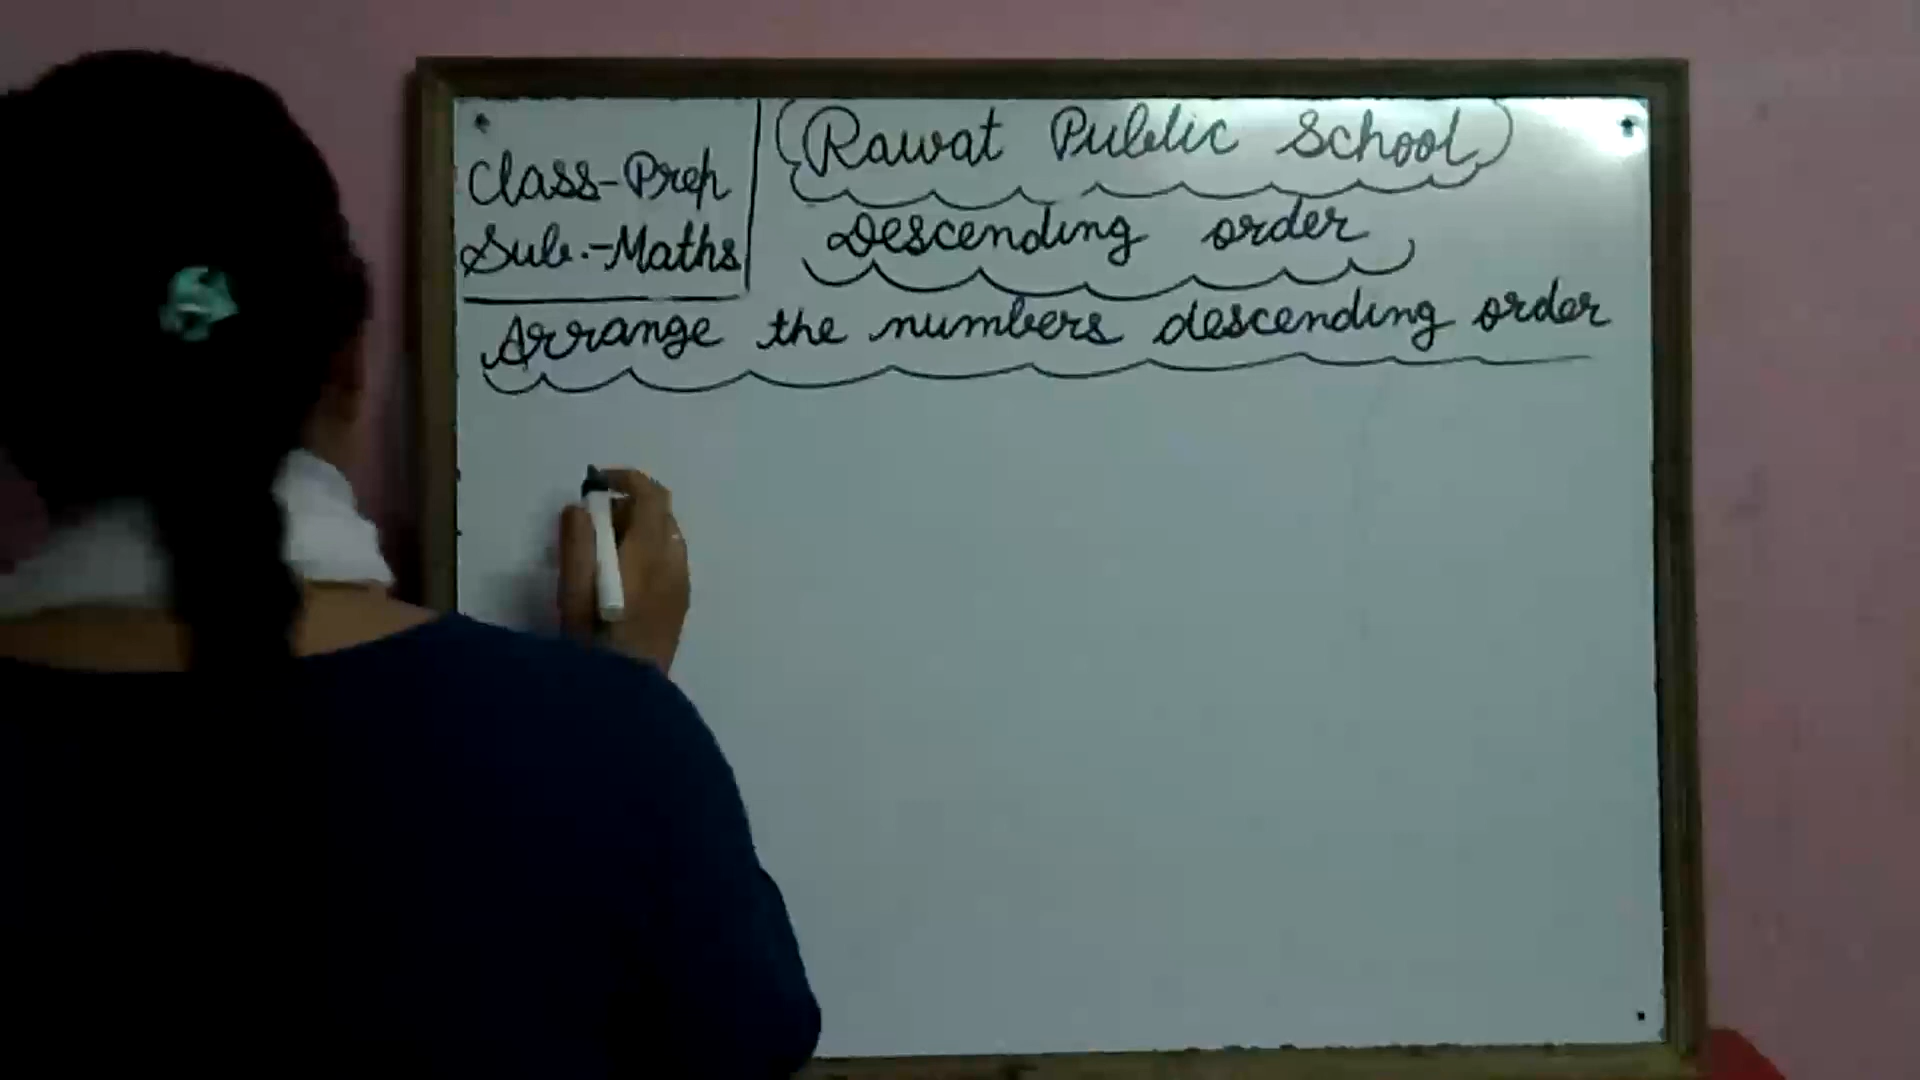 Class-Prep
Sub.-Maths
Rawat Public School
Descending order
Arrange the numbers descending order